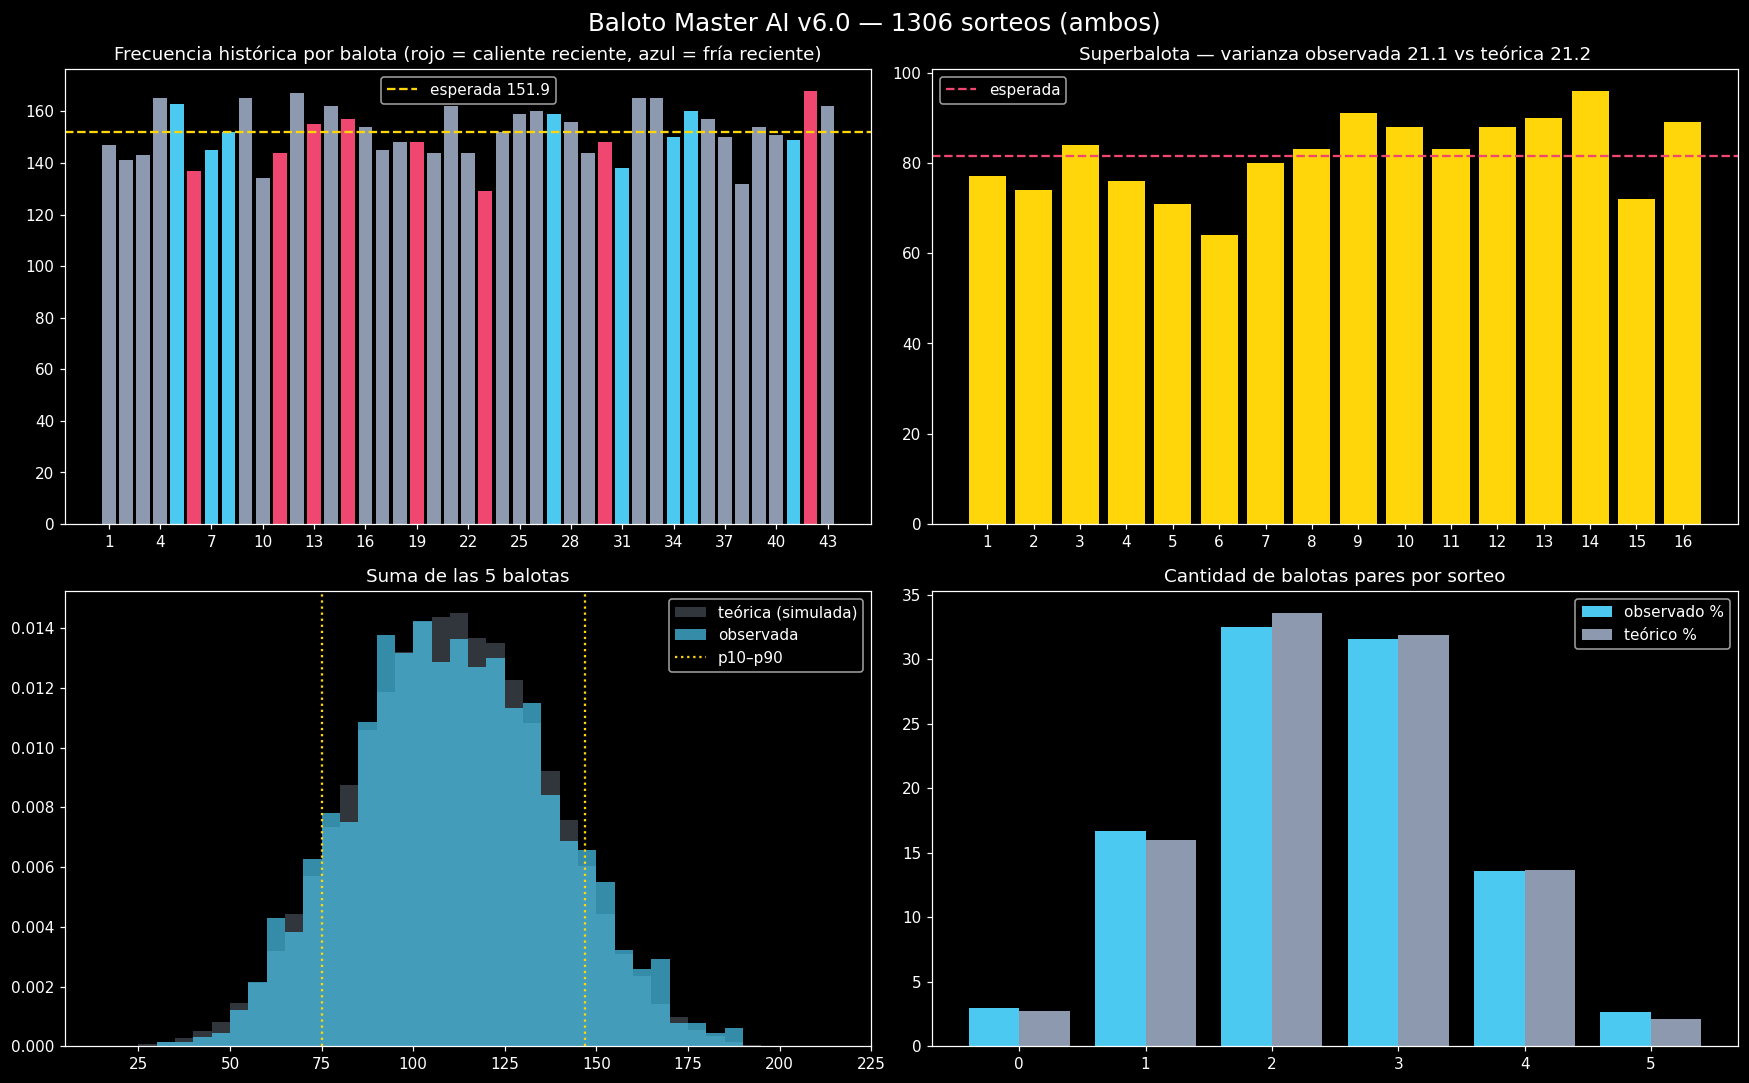 Baloto Master AI v6.0 — 1306 sorteos (ambos)
Frecuencia histórica por balota (rojo = caliente reciente, azul = fría reciente)
esperada 151.9
160
140
120
100
80
60
40
20
0
1 4 7 10 13 16 19 22 25 28 31 34 37 40 43
Superbalota — varianza observada 21.1 vs teórica 21.2
esperada
100
80
60
40
20
0
1 2 3 4 5 6 7 8 9 10 11 12 13 14 15 16
Suma de las 5 balotas
teórica (simulada)
observada
p10–p90
0.014
0.012
0.010
0.008
0.006
0.004
0.002
0.000
25 50 75 100 125 150 175 200 225
Cantidad de balotas pares por sorteo
observado %
teórico %
35
30
25
20
15
10
5
0
0 1 2 3 4 5